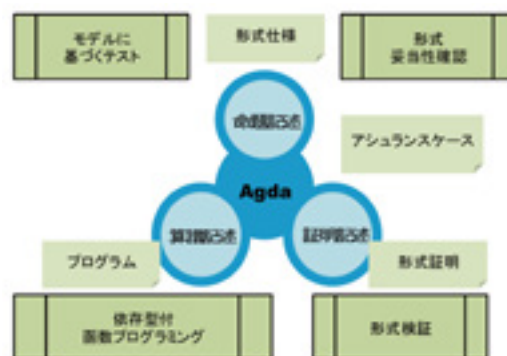 モデルに
基づくテスト
形式仕様
形式
妥当性確認
アシュランスケース
Agda
プログラム
形式証明
依存型付
函数プログラミング
形式検証